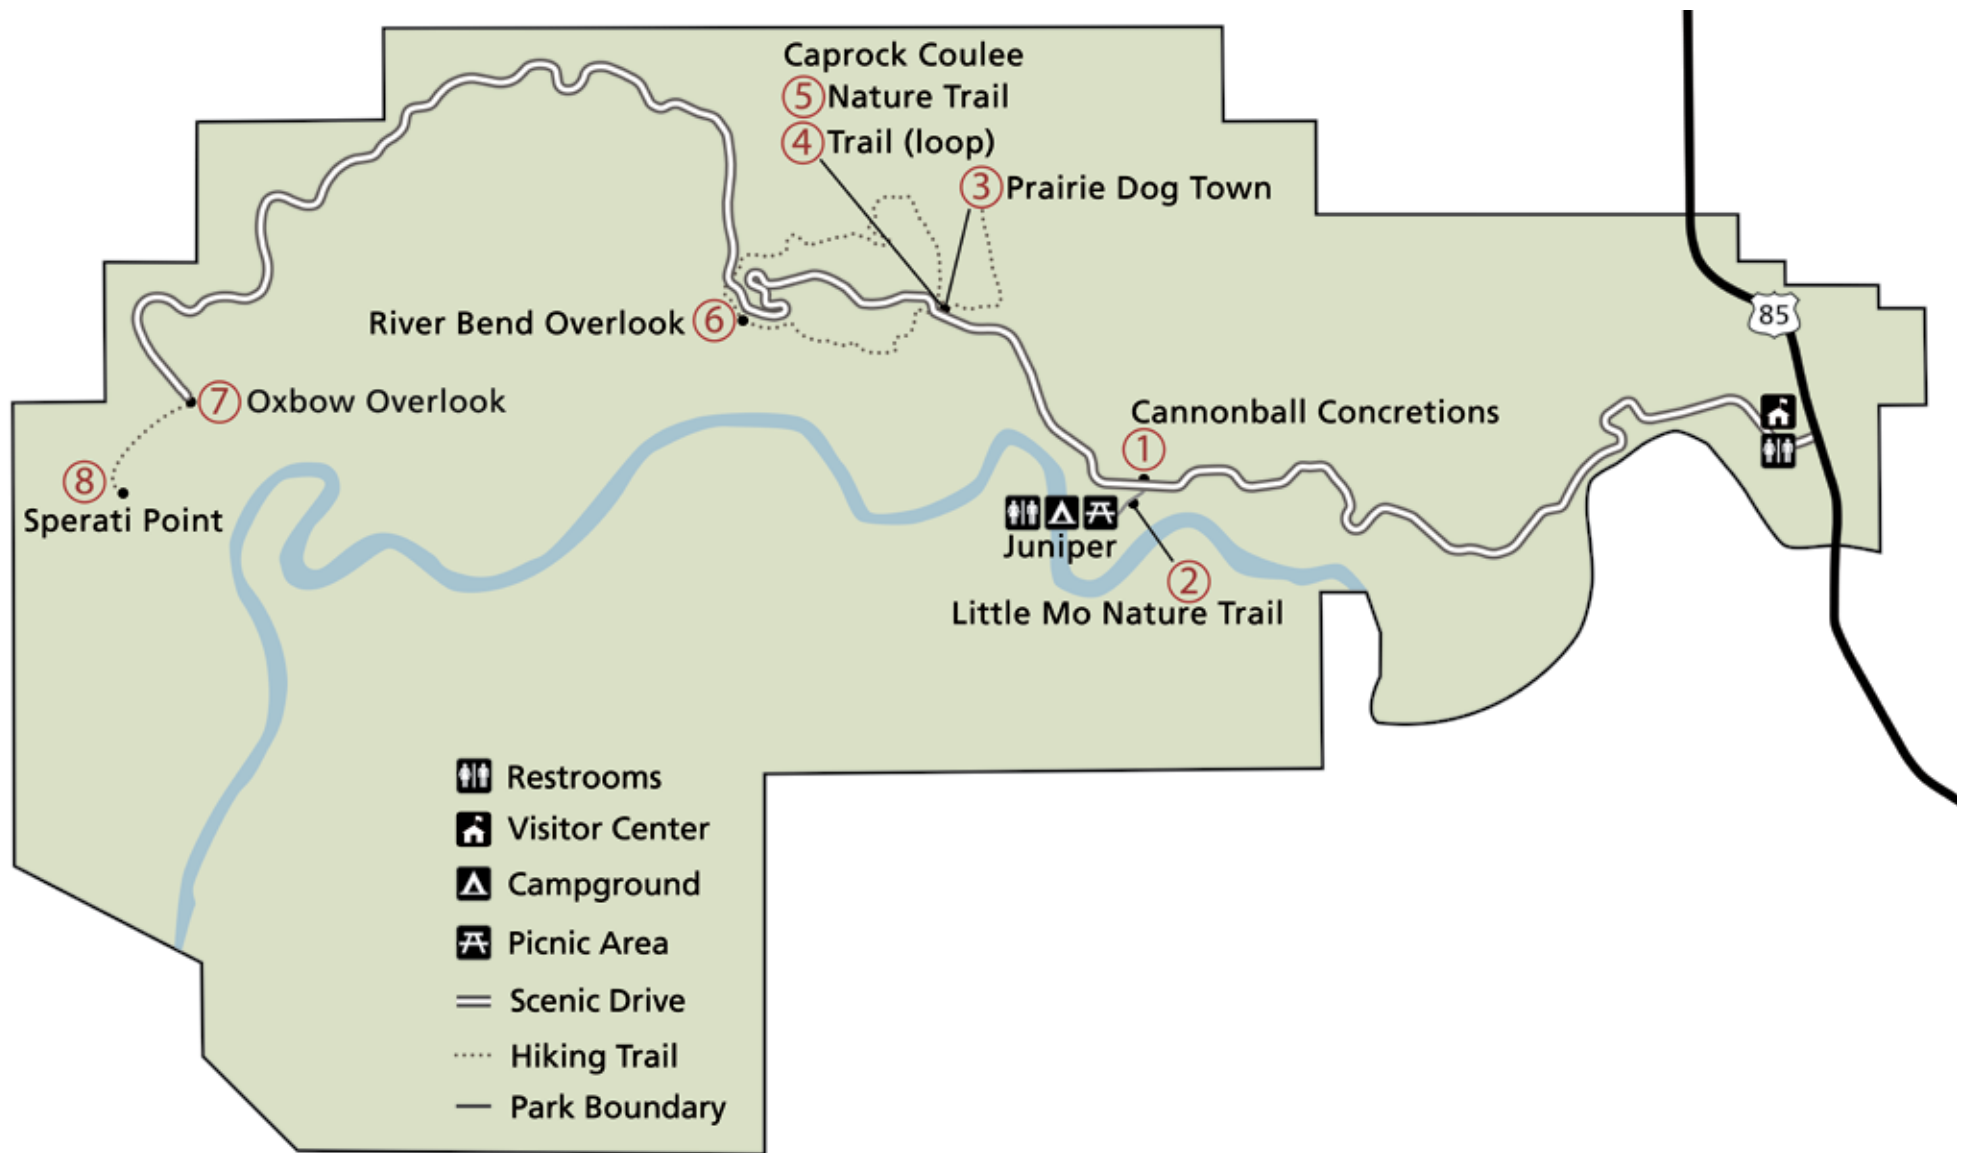 Caprock Coulee
5 Nature Trail
4 Trail (loop)
3 Prairie Dog Town
85
River Bend Overlook 6
7 Oxbow Overlook
Cannonball Concretions
1
8
Sperati Point
Juniper
2
Little Mo Nature Trail
Restrooms
Visitor Center
Campground
Picnic Area
Scenic Drive
Hiking Trail
Park Boundary